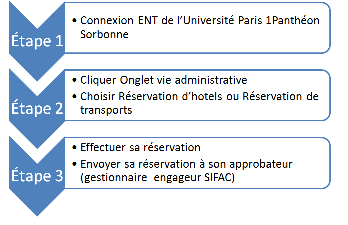 Étape 1
• Connexion ENT de l'Université Paris 1Panthéon
Sorbonne
Étape 2
• Cliquer Onglet vie administrative
• Choisir Réservation d'hotels ou Réservation de
transports
Étape 3
• Effectuer sa réservation
• Envoyer sa réservation à son approbateur
(gestionnaire engageur SIFAC)